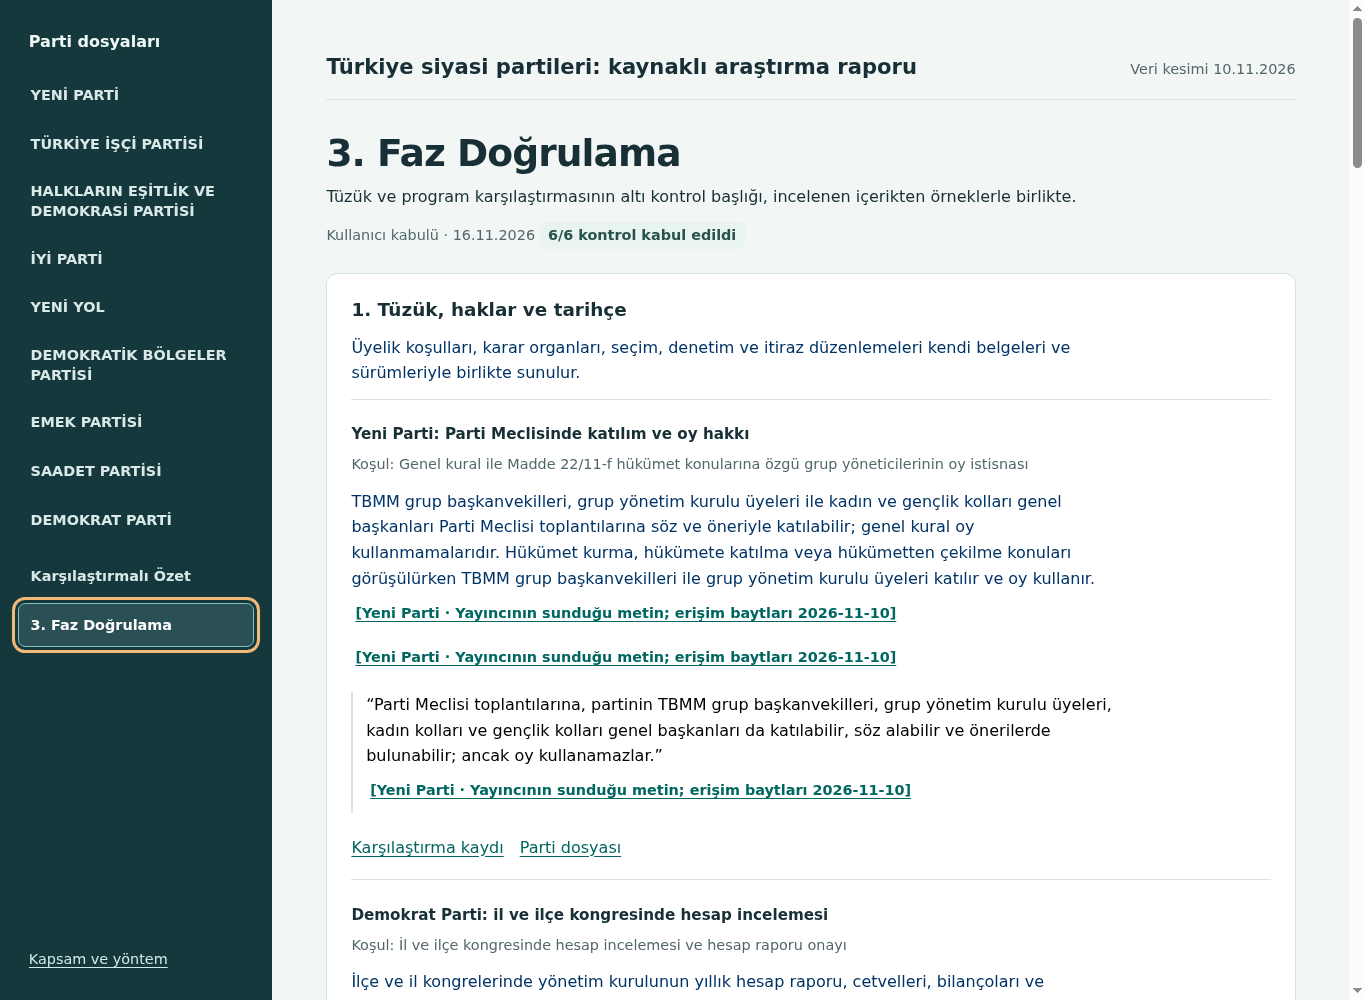 Parti dosyaları
YENİ PARTİ
TÜRKİYE İŞÇİ PARTİSİ
HALKLARIN EŞİTLİK VE
DEMOKRASİ PARTİSİ
İYİ PARTİ
YENİ YOL
DEMOKRATİK BÖLGELER
PARTİSİ
EMEK PARTİSİ
SAADET PARTİSİ
DEMOKRAT PARTİ
Karşılaştırmalı Özet
3. Faz Doğrulama
Kapsam ve yöntem
Türkiye siyasi partileri: kaynaklı araştırma raporu
Veri kesimi 10.11.2026
3. Faz Doğrulama
Tüzük ve program karşılaştırmasının altı kontrol başlığı, incelenen içerikten örneklerle birlikte.
Kullanıcı kabulü · 16.11.2026 6/6 kontrol kabul edildi
1. Tüzük, haklar ve tarihçe
Üyelik koşulları, karar organları, seçim, denetim ve itiraz düzenlemeleri kendi belgeleri ve
sürümleriyle birlikte sunulur.
Yeni Parti: Parti Meclisinde katılım ve oy hakkı
Koşul: Genel kural ile Madde 22/11-f hükümet konularına özgü grup yöneticilerinin oy istisnası
TBMM grup başkanvekilleri, grup yönetim kurulu üyeleri ile kadın ve gençlik kolları genel
başkanları Parti Meclisi toplantılarına söz ve öneriyle katılabilir; genel kural oy
kullanmamalarıdır. Hükümet kurma, hükümete katılma veya hükümetten çekilme konuları
görüşülürken TBMM grup başkanvekilleri ile grup yönetim kurulu üyeleri katılır ve oy kullanır.
[Yeni Parti · Yayıncının sunduğu metin; erişim baytları 2026-11-10]
[Yeni Parti · Yayıncının sunduğu metin; erişim baytları 2026-11-10]
“Parti Meclisi toplantılarına, partinin TBMM grup başkanvekilleri, grup yönetim kurulu üyeleri,
kadın kolları ve gençlik kolları genel başkanları da katılabilir, söz alabilir ve önerilerde
bulunabilir; ancak oy kullanamazlar.”
[Yeni Parti · Yayıncının sunduğu metin; erişim baytları 2026-11-10]
Karşılaştırma kaydı Parti dosyası
Demokrat Parti: il ve ilçe kongresinde hesap incelemesi
Koşul: İl ve ilçe kongresinde hesap incelemesi ve hesap raporu onayı
İlçe ve il kongrelerinde yönetim kurulunun yıllık hesap raporu, cetvelleri, bilançoları ve